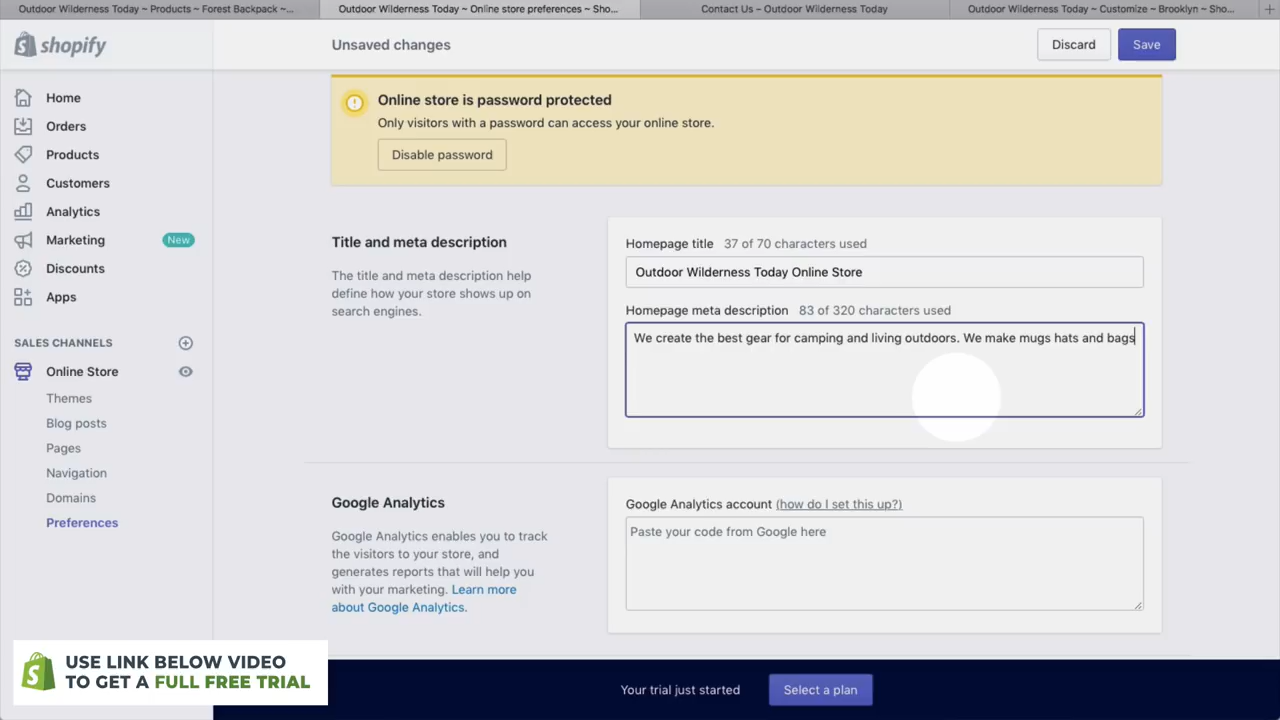 Outdoor Wilderness Today ~ Products ~ Forest Backpack ~...
Outdoor Wilderness Today ~ Online store preferences ~ Sho...
Contact Us – Outdoor Wilderness Today
Outdoor Wilderness Today ~ Customize ~ Brooklyn ~ Sho...
shopify
Unsaved changes
Discard
Save
Home
Orders
Products
Customers
Analytics
Marketing
New
Discounts
Apps
SALES CHANNELS
Online Store
Themes
Blog posts
Pages
Navigation
Domains
Preferences
Online store is password protected
Only visitors with a password can access your online store.
Disable password
Title and meta description
The title and meta description help
define how your store shows up on
search engines.
Homepage title 37 of 70 characters used
Outdoor Wilderness Today Online Store
Homepage meta description 83 of 320 characters used
We create the best gear for camping and living outdoors. We make mugs hats and bags
Google Analytics
Google Analytics enables you to track
the visitors to your store, and
generates reports that will help you
with your marketing. Learn more
about Google Analytics.
Google Analytics account (how do I set this up?)
Paste your code from Google here
USE LINK BELOW VIDEO
TO GET A FULL FREE TRIAL
Your trial just started
Select a plan